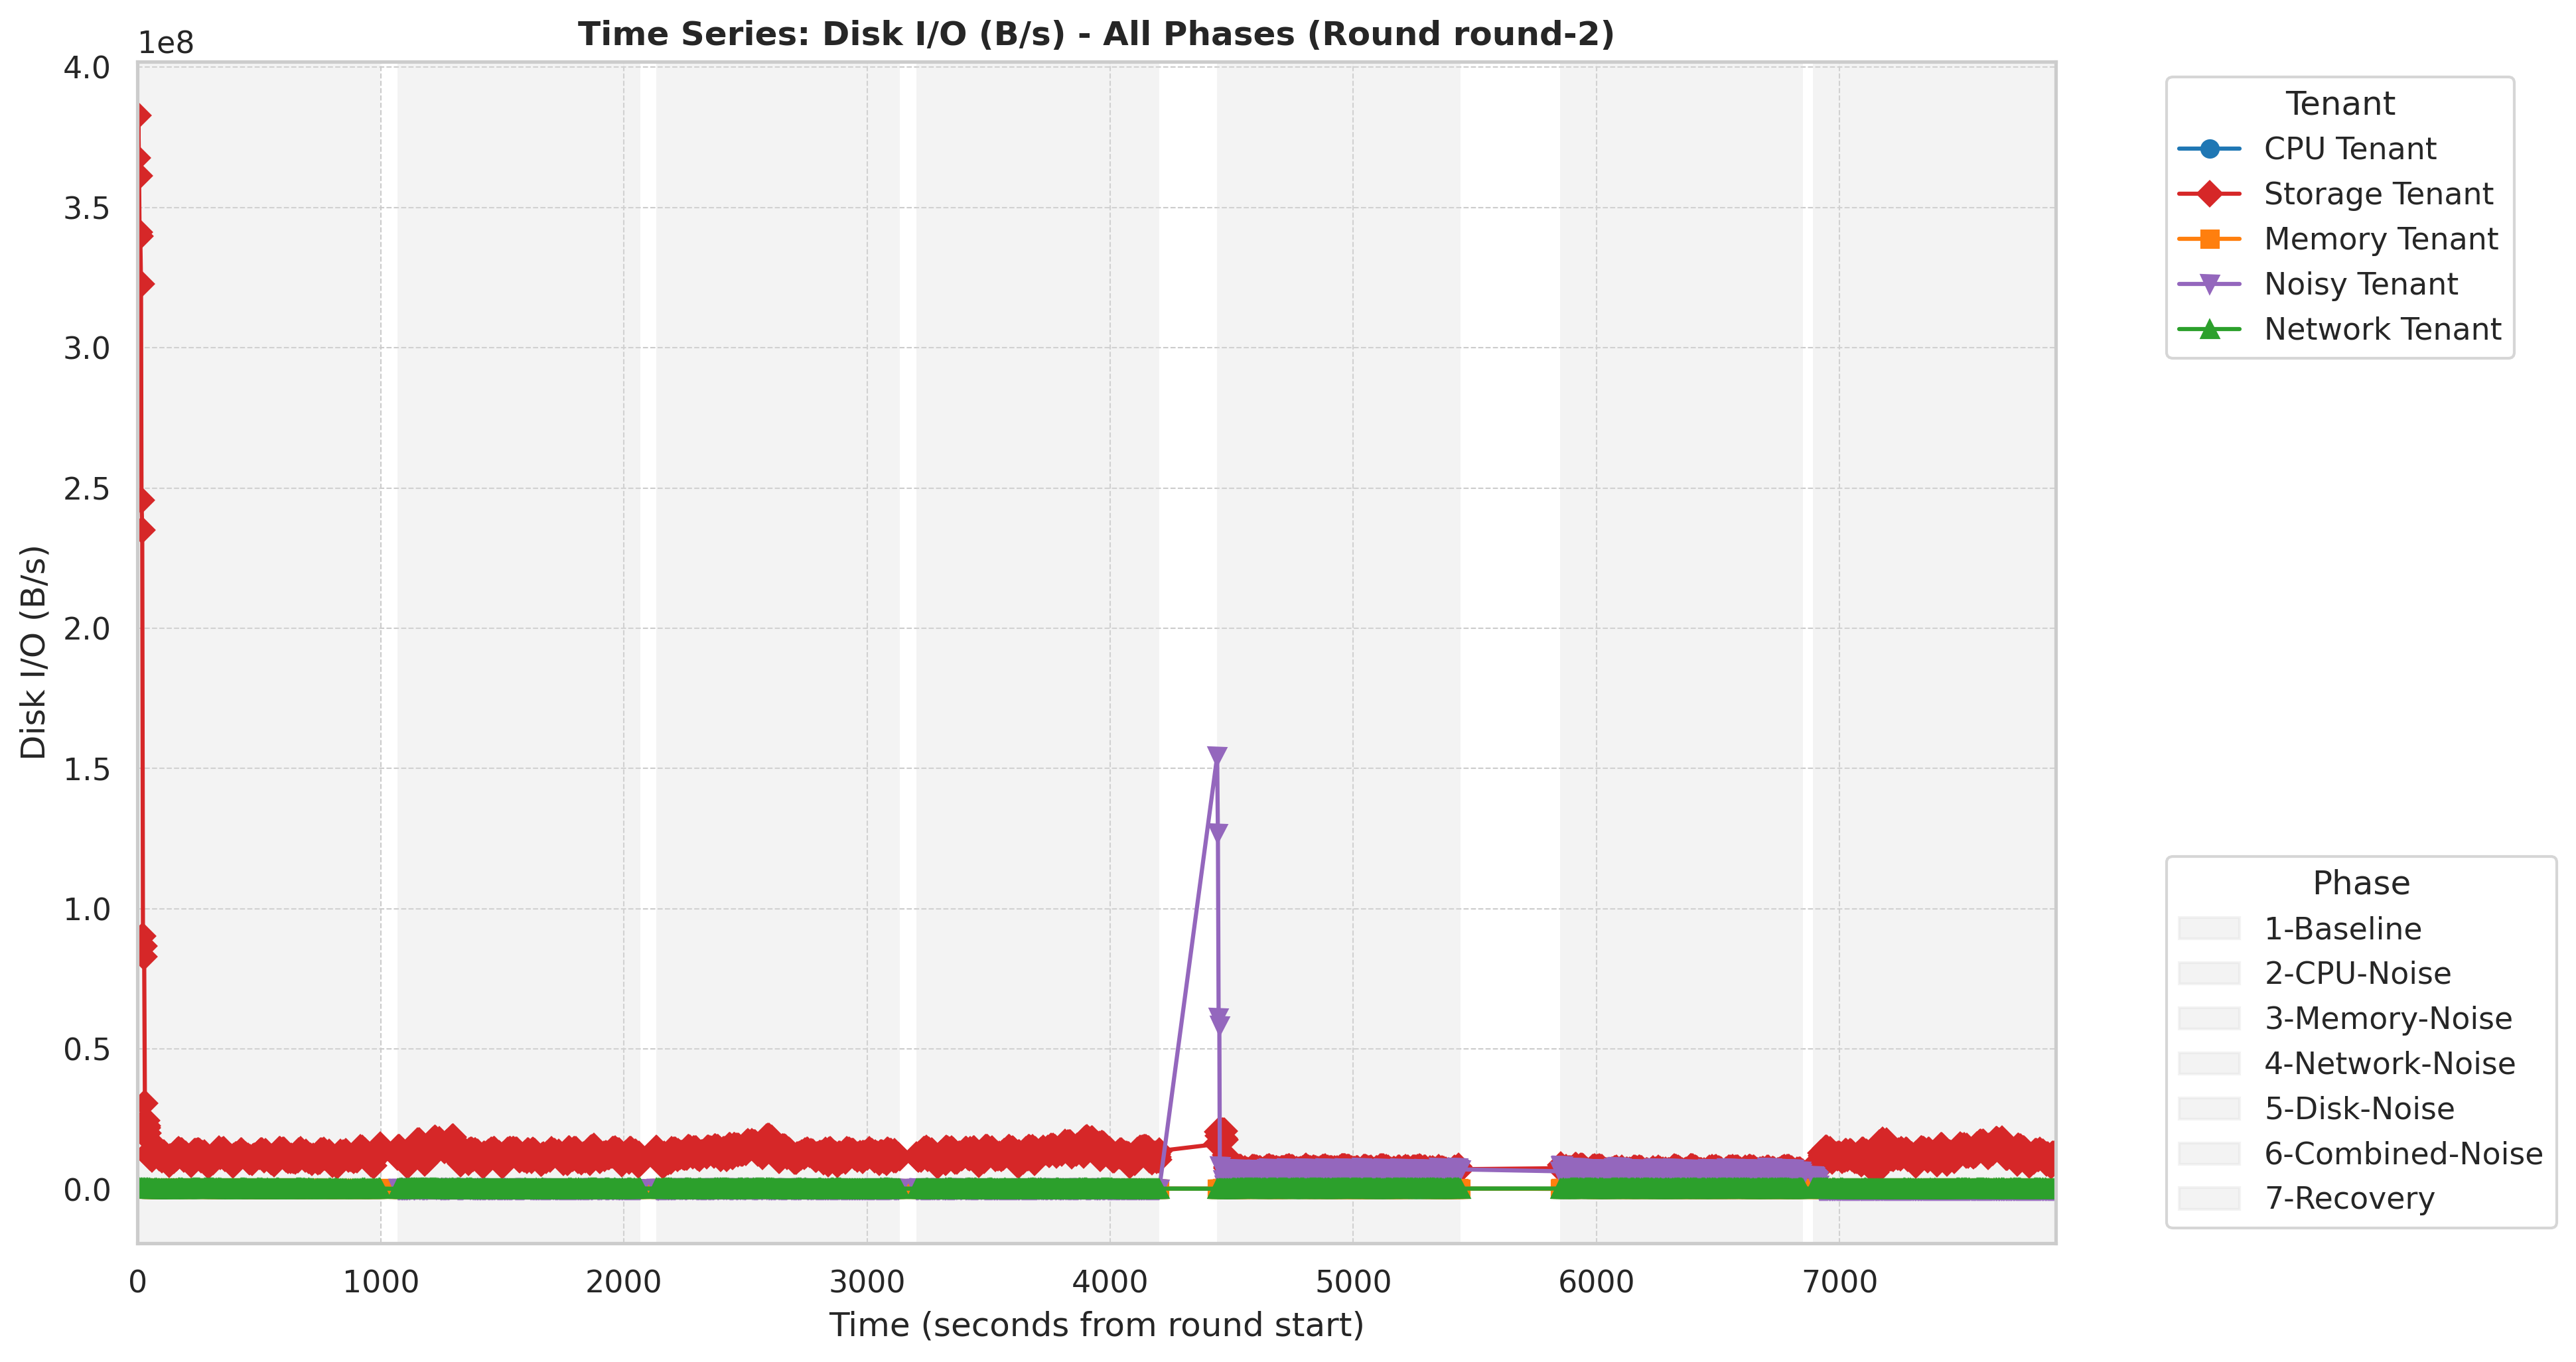 Time Series: Disk I/O (B/s) - All Phases (Round round-2)
1e8
4.0
3.5
3.0
2.5
2.0
1.5
1.0
0.5
0.0
Disk I/O (B/s)
0 1000 2000 3000 4000 5000 6000 7000
Time (seconds from round start)
Tenant
CPU Tenant
Storage Tenant
Memory Tenant
Noisy Tenant
Network Tenant
Phase
1-Baseline
2-CPU-Noise
3-Memory-Noise
4-Network-Noise
5-Disk-Noise
6-Combined-Noise
7-Recovery